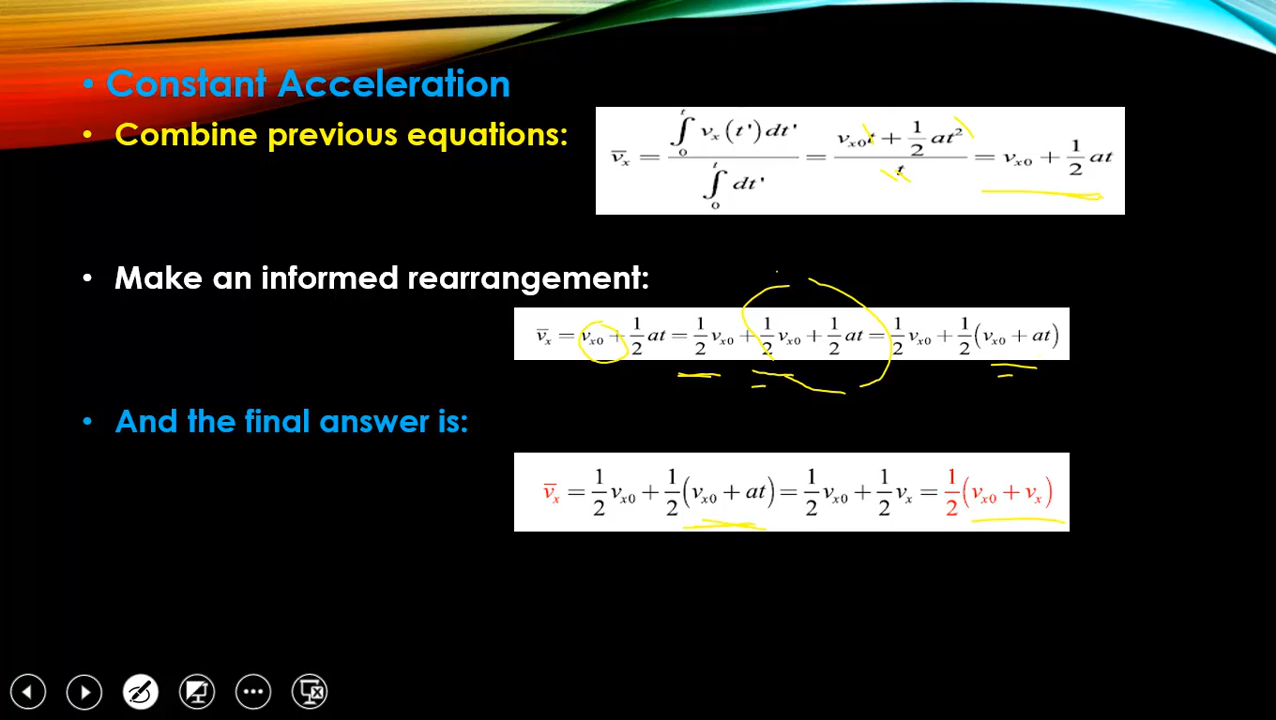 • Constant Acceleration
• Combine previous equations:
v̅ₓ = ∫₀ᵗ vₓ(t')dt' / ∫₀ᵗ dt' = (vₓ₀t + ½at²) / t = vₓ₀ + ½at
• Make an informed rearrangement:
v̅ₓ = vₓ₀ + ½at = ½vₓ₀ + ½vₓ₀ + ½at = ½vₓ₀ + ½(vₓ₀ + at)
• And the final answer is:
v̅ₓ = ½vₓ₀ + ½(vₓ₀ + at) = ½vₓ₀ + ½vₓ = ½(vₓ₀ + vₓ)